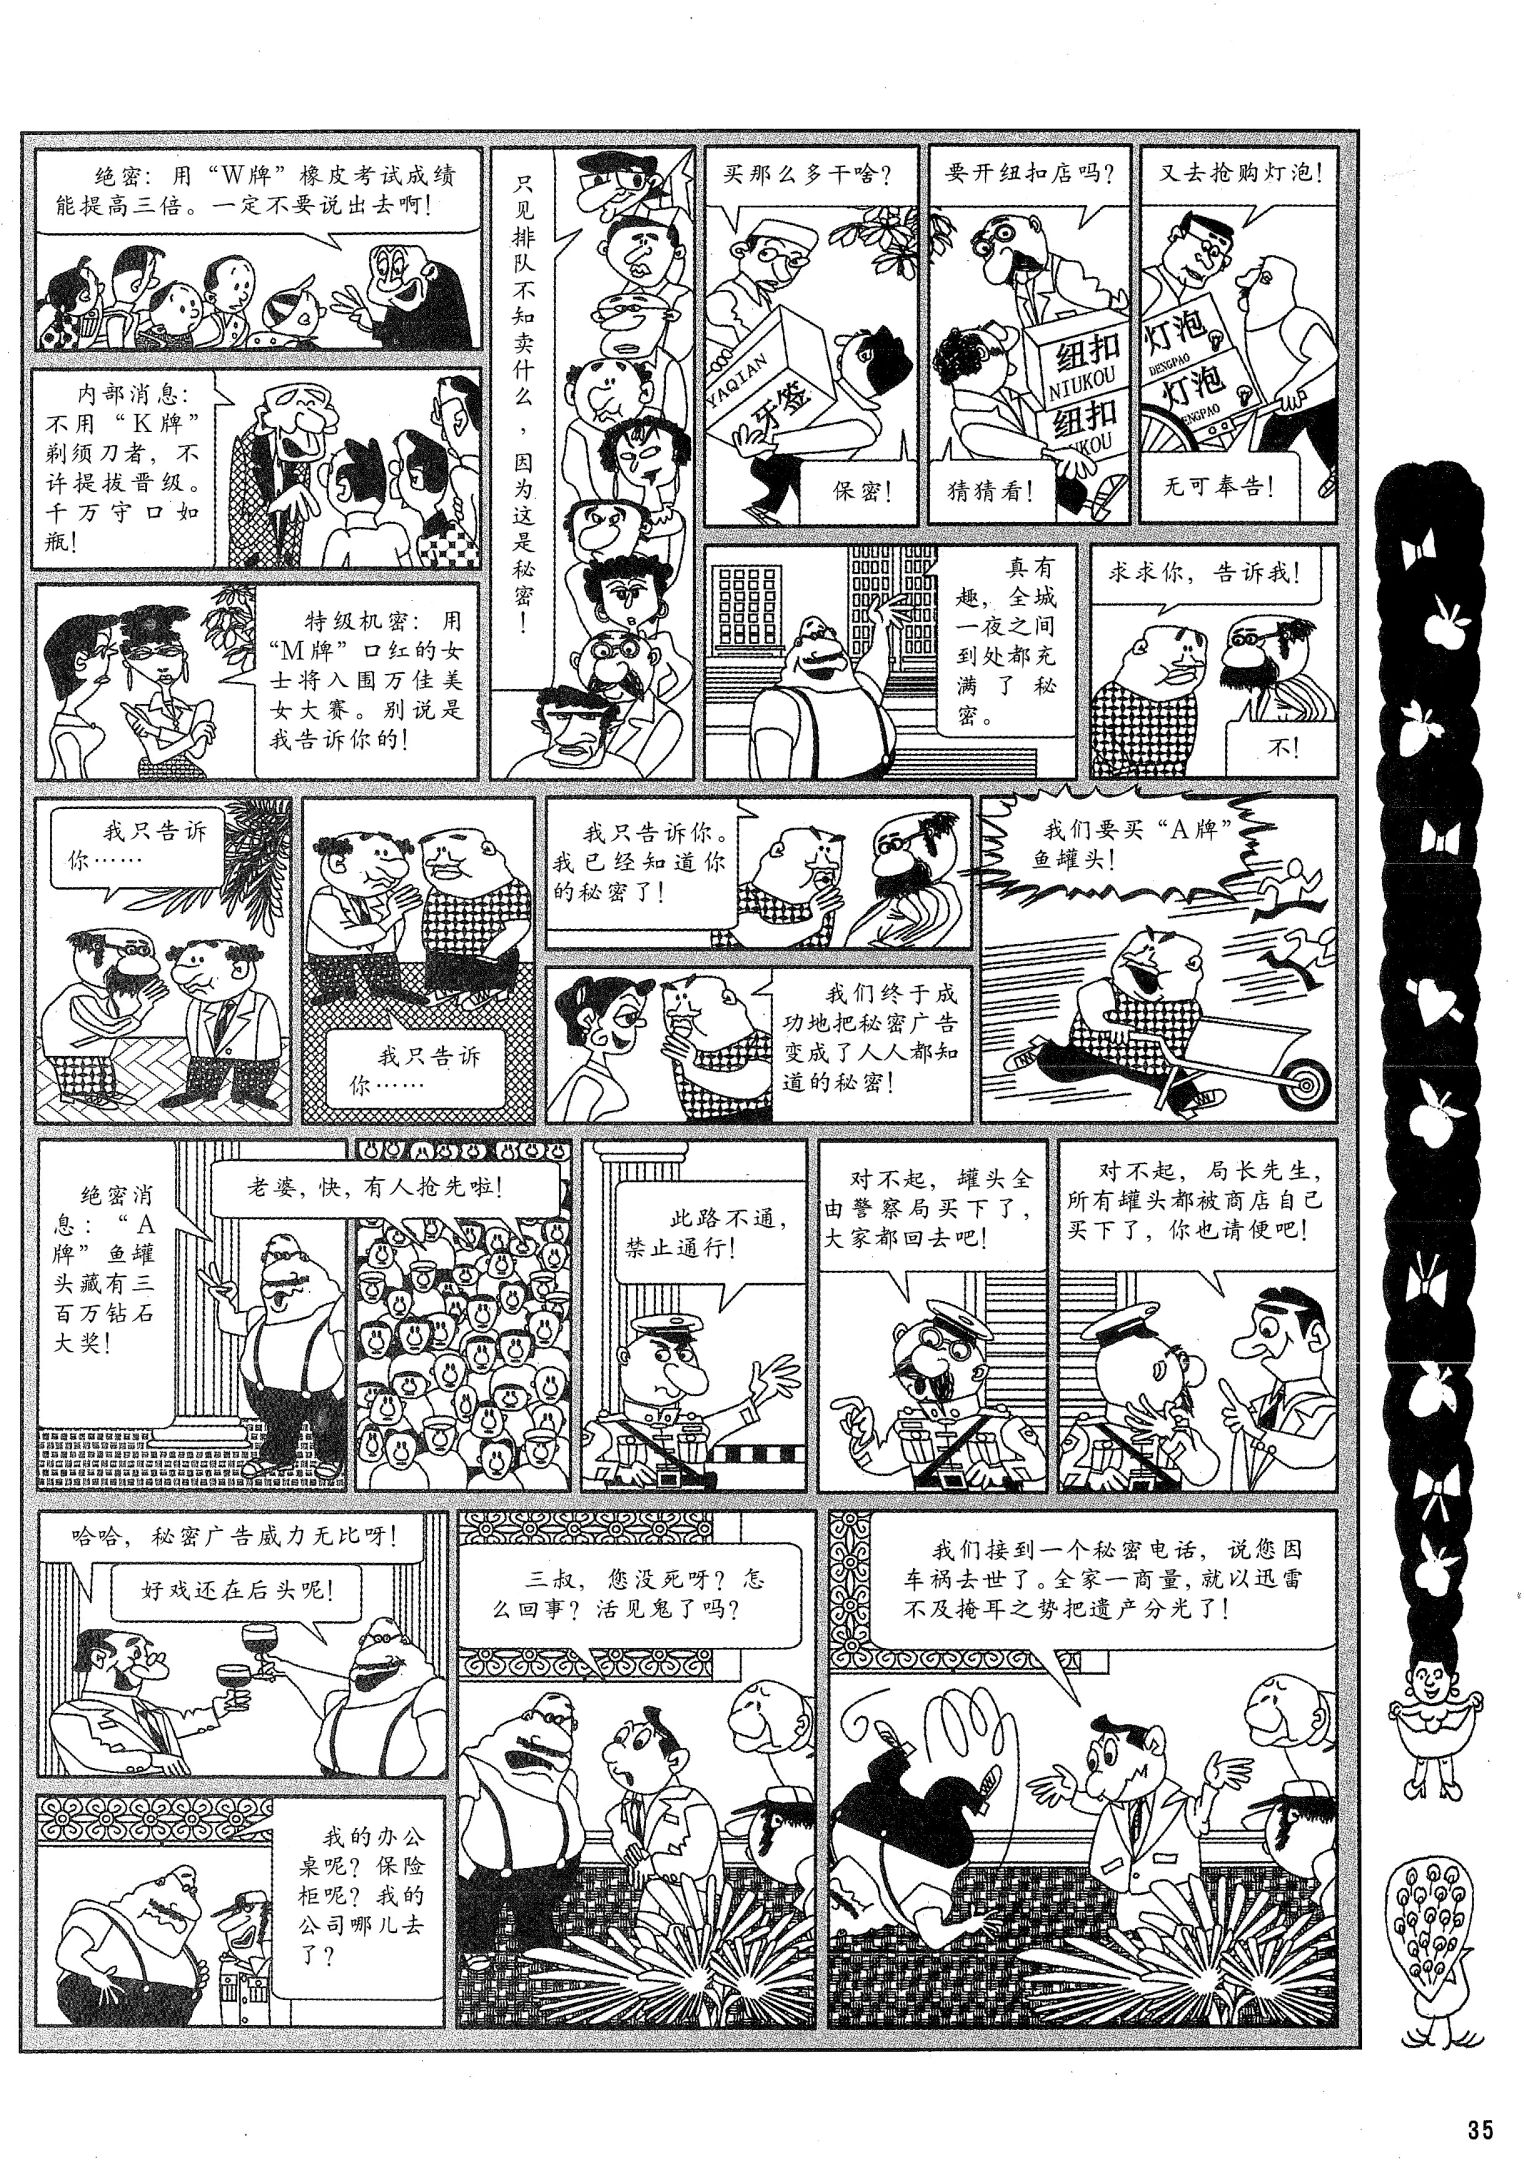 绝密：用“W牌”橡皮考试成绩
能提高三倍。一定不要说出去啊！
内部消息：
不用“K牌”
剃须刀者，不
许提拔晋级。
千万守口如
瓶！
特级机密：用
“M牌”口红的女
士将入围万佳美
女大赛。别说是
我告诉你的！
只见排队不知卖什么，因为这是秘密！
买那么多干啥？
YAQIAN
牙签
保密！
要开纽扣店吗？
纽扣
NIUKOU
纽扣
NKOU
猜猜看！
又去抢购灯泡！
灯泡
DENGPAO
灯泡
ENGPAO
无可奉告！
真有
趣，全城
一夜之间
到处都充
满了秘
密。
求求你，告诉我！
不！
我只告诉
你……
我只告诉
你……
我只告诉你。
我已经知道你
的秘密了！
我们终于成
功地把秘密广告
变成了人人都知
道的秘密！
我们要买“A牌”
鱼罐头！
绝密消
息：“A
牌”鱼罐
头藏有三
百万钻石
大奖！
老婆，快，有人抢先啦！
此路不通，
禁止通行！
对不起，罐头全
由警察局买下了，
大家都回去吧！
对不起，局长先生，
所有罐头都被商店自己
买下了，你也请便吧！
哈哈，秘密广告威力无比呀！
好戏还在后头呢！
我的办公
桌呢？保险
柜呢？我的
公司哪儿去
了？
三叔，您没死呀？怎
么回事？活见鬼了吗？
我们接到一个秘密电话，说您因
车祸去世了。全家一商量，就以迅雷
不及掩耳之势把遗产分光了！
35